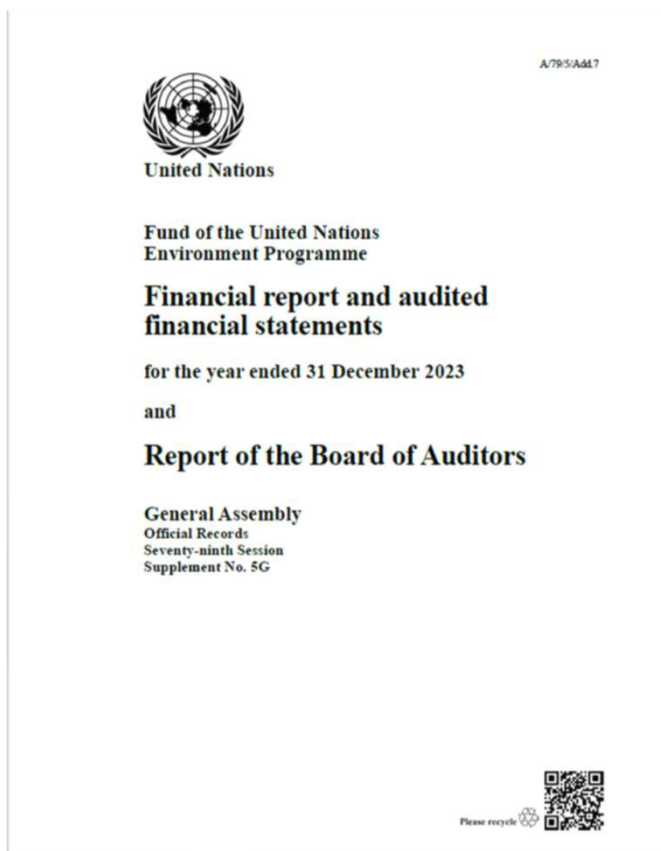 A/79/5/Add.7
United Nations
Fund of the United Nations
Environment Programme
Financial report and audited
financial statements
for the year ended 31 December 2023
and
Report of the Board of Auditors
General Assembly
Official Records
Seventy-ninth Session
Supplement No. 5G
Please recycle